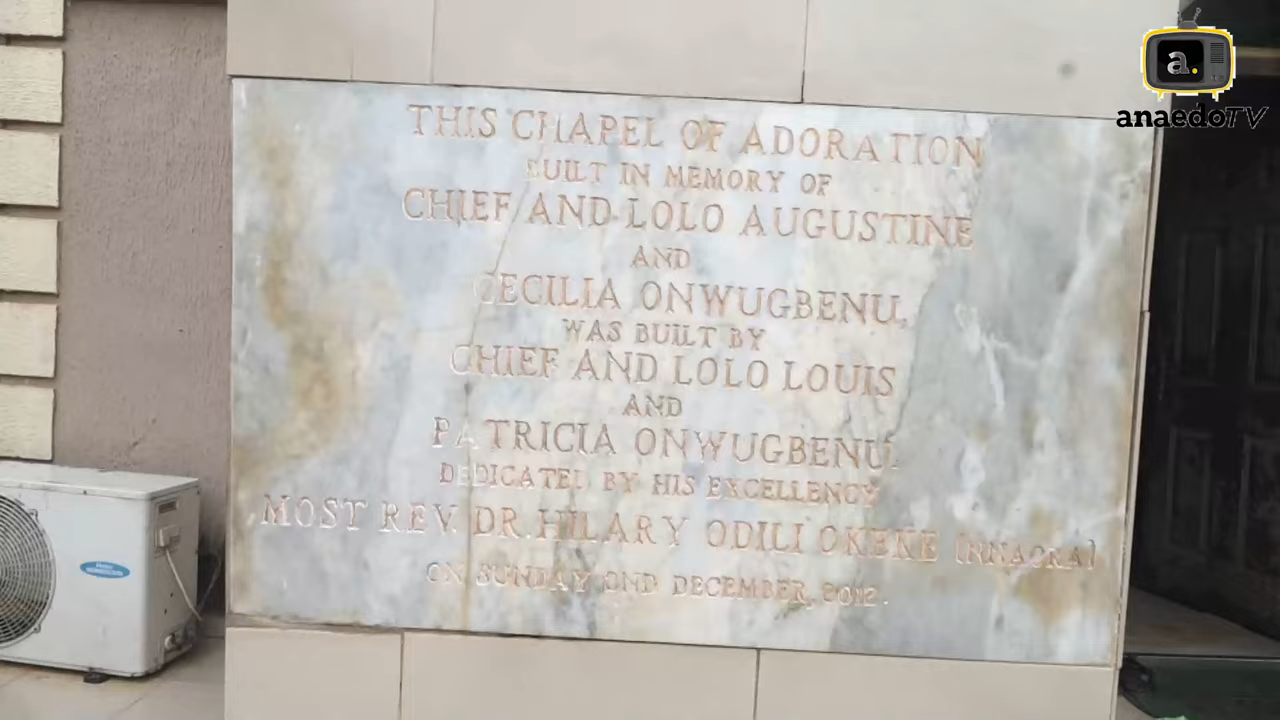 THIS CHAPEL OF ADORATION
BUILT IN MEMORY OF
CHIEF AND LOLO AUGUSTINE
AND
CECILIA ONWUGBENU,
WAS BUILT BY
CHIEF AND LOLO LOUIS
AND
PATRICIA ONWUGBENU.
DEDICATED BY HIS EXCELLENCY
MOST REV. DR. HILARY ODILI OKEKE
ON SUNDAY 2ND DECEMBER, 2012.
a.
anaedoTV